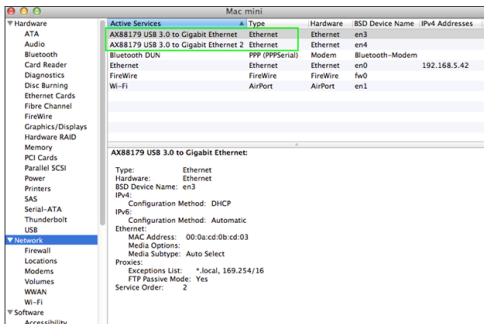 Mac mini
▼Hardware
ATA
Audio
Bluetooth
Card Reader
Diagnostics
Disc Burning
Ethernet Cards
Fibre Channel
FireWire
Graphics/Displays
Hardware RAID
Memory
PCI Cards
Parallel SCSI
Power
Printers
SAS
Serial-ATA
Thunderbolt
USB
▼Network
Firewall
Locations
Modems
Volumes
WWAN
Wi-Fi
▼Software
Accessibility
Active Services ▲ Type Hardware BSD Device Name IPv4 Addresses
AX88179 USB 3.0 to Gigabit Ethernet Ethernet Ethernet en3
AX88179 USB 3.0 to Gigabit Ethernet 2 Ethernet Ethernet en4
Bluetooth DUN PPP (PPPSerial) Modem Bluetooth-Modem
Ethernet Ethernet Ethernet en0 192.168.5.42
FireWire FireWire FireWire fw0
Wi-Fi AirPort AirPort en1
AX88179 USB 3.0 to Gigabit Ethernet:
Type: Ethernet
Hardware: Ethernet
BSD Device Name: en3
IPv4:
Configuration Method: DHCP
IPv6:
Configuration Method: Automatic
Ethernet:
MAC Address: 00:0a:cd:0b:cd:03
Media Options:
Media Subtype: Auto Select
Proxies:
Exceptions List: *.local, 169.254/16
FTP Passive Mode: Yes
Service Order: 2